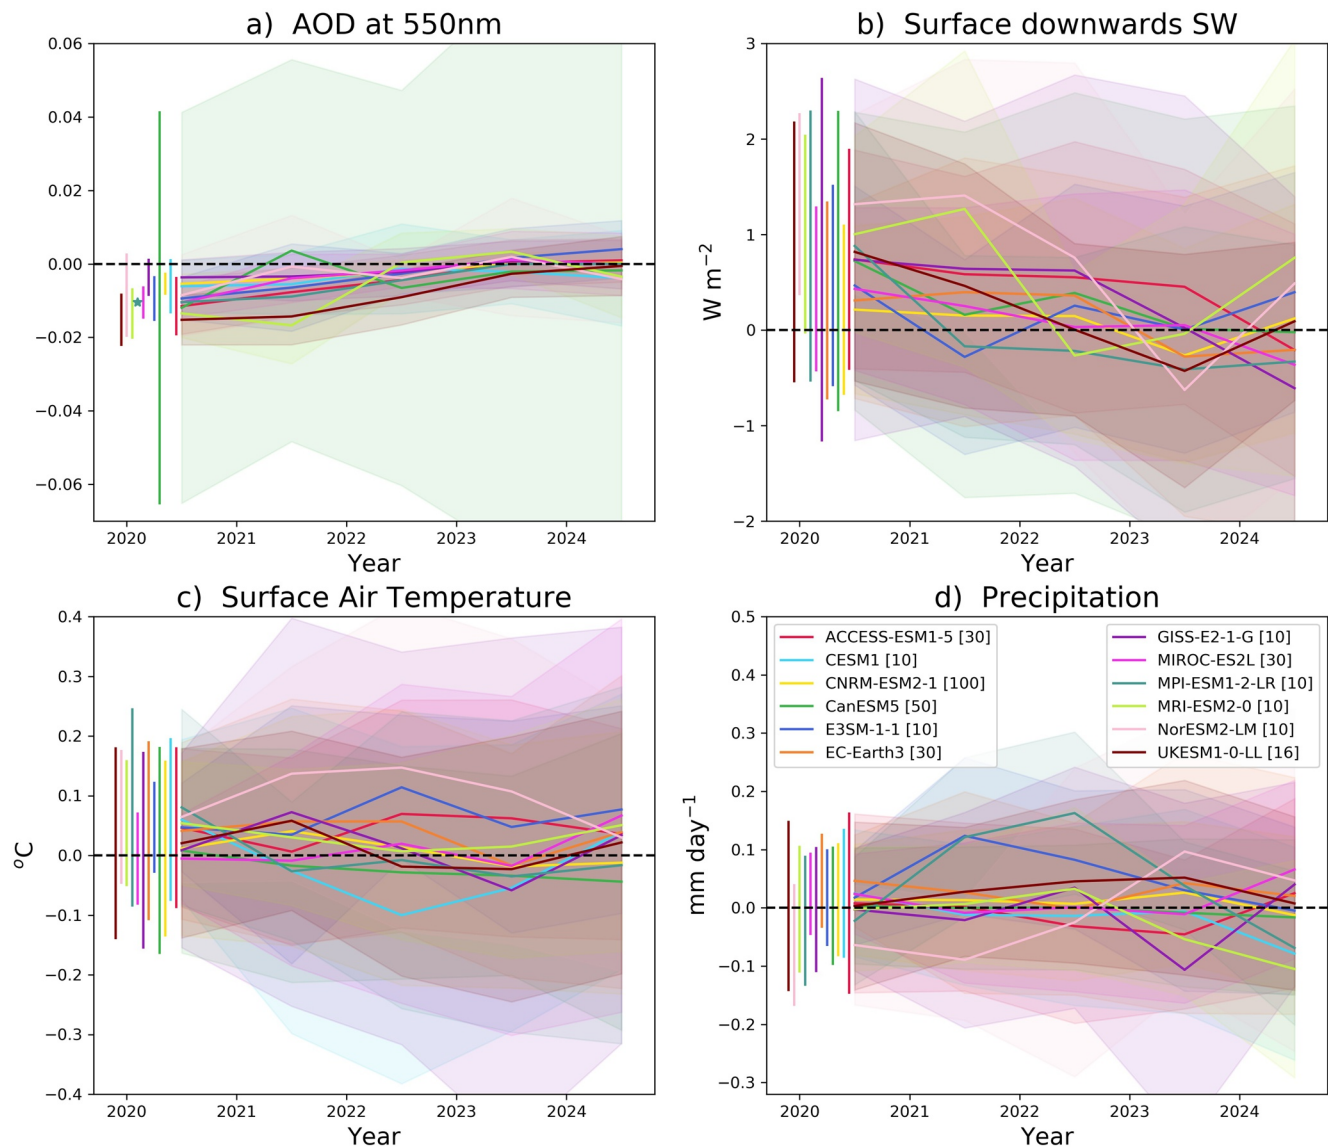 a)  AOD at 550nm
0.06
0.04
0.02
0.00
−0.02
−0.04
−0.06
2020 2021 2022 2023 2024
Year
b)  Surface downwards SW
W m−2
3
2
1
0
−1
−2
2020 2021 2022 2023 2024
Year
c)  Surface Air Temperature
oC
0.4
0.3
0.2
0.1
0.0
−0.1
−0.2
−0.3
−0.4
2020 2021 2022 2023 2024
Year
d)  Precipitation
mm day−1
0.5
0.4
0.3
0.2
0.1
0.0
−0.1
−0.2
−0.3
ACCESS-ESM1-5 [30]
CESM1 [10]
CNRM-ESM2-1 [100]
CanESM5 [50]
E3SM-1-1 [10]
EC-Earth3 [30]
GISS-E2-1-G [10]
MIROC-ES2L [30]
MPI-ESM1-2-LR [10]
MRI-ESM2-0 [10]
NorESM2-LM [10]
UKESM1-0-LL [16]
2020 2021 2022 2023 2024
Year